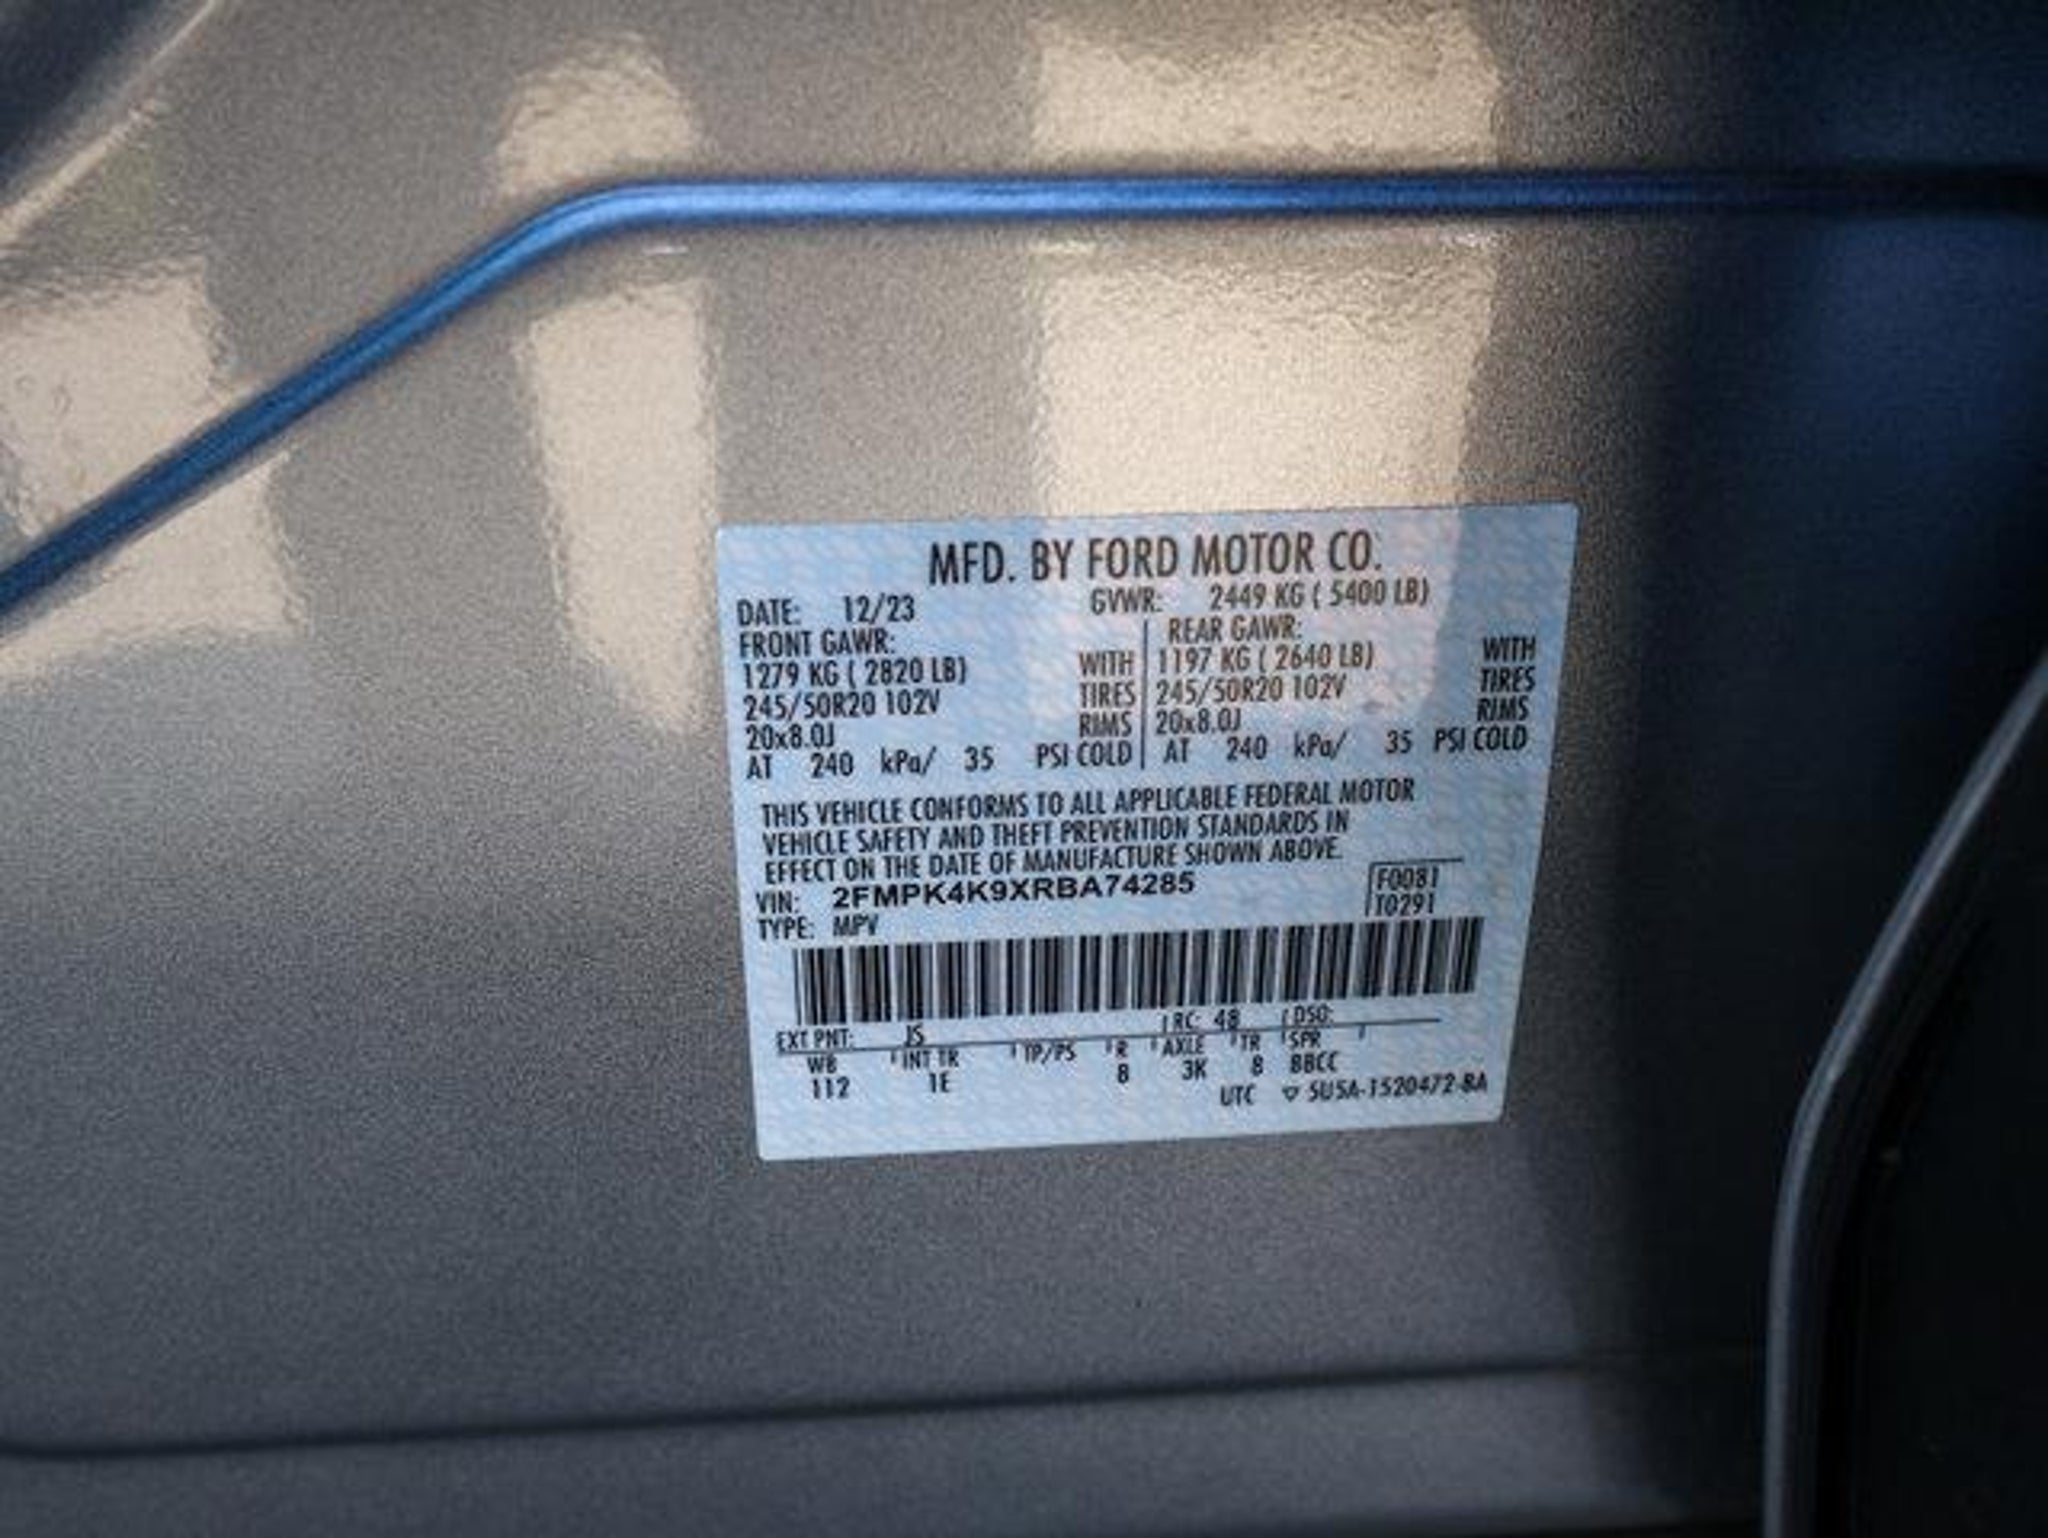 MFD. BY FORD MOTOR CO.
DATE: 12/23 GVWR: 2449 KG ( 5400 LB)
FRONT GAWR: REAR GAWR:
1279 KG ( 2820 LB) WITH 1197 KG ( 2640 LB) WITH
245/50R20 102V TIRES 245/50R20 102V TIRES
20x8.0J RIMS 20x8.0J RIMS
AT 240 kPa/ 35 PSI COLD AT 240 kPa/ 35 PSI COLD
THIS VEHICLE CONFORMS TO ALL APPLICABLE FEDERAL MOTOR
VEHICLE SAFETY AND THEFT PREVENTION STANDARDS IN
EFFECT ON THE DATE OF MANUFACTURE SHOWN ABOVE.
VIN: 2FMPK4K9XRBA74285 F0081
TYPE: MPV T0291
EXT PNT: JS RC: 48 DSO:
WB INT TR TP/PS R AXLE TR SPR
112 1E 8 3K 8 BBCC
UTC ▽ 5U5A-1520472-BA